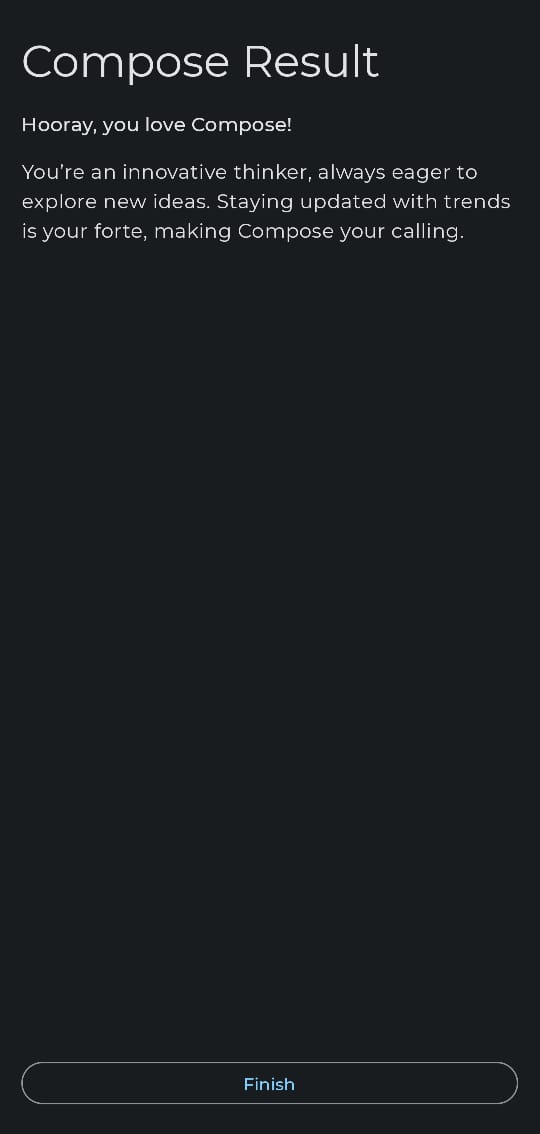 Compose Result
Hooray, you love Compose!
You’re an innovative thinker, always eager to
explore new ideas. Staying updated with trends
is your forte, making Compose your calling.
Finish